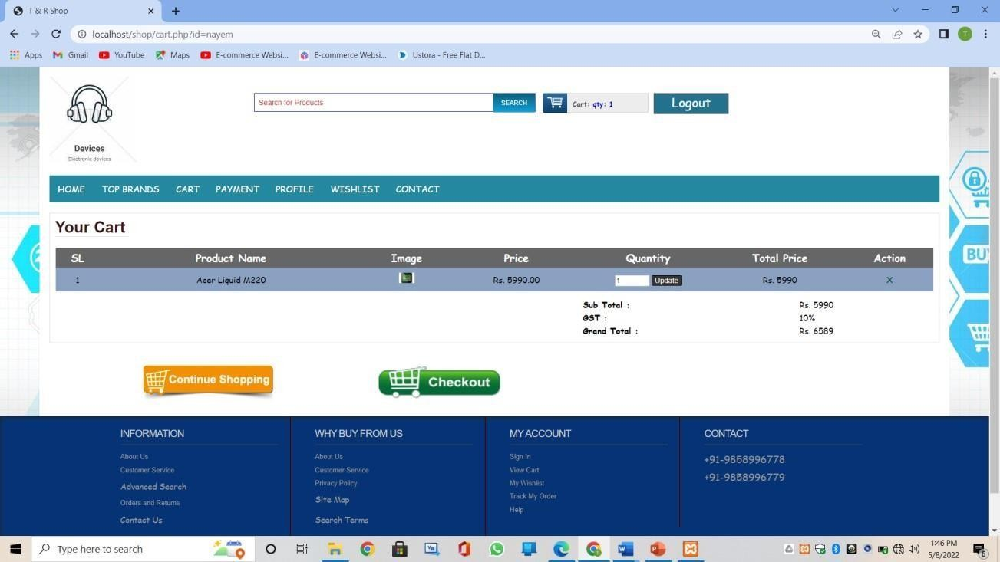 T & R Shop
localhost/shop/cart.php?id=nayem
T
Apps Gmail YouTube Maps E-commerce Websi... E-commerce Websi... Ustora - Free Flat D...
Devices
Electronic devices
Search for Products SEARCH Cart: qty: 1 Logout
HOME TOP BRANDS CART PAYMENT PROFILE WISHLIST CONTACT
Your Cart
SL Product Name Image Price Quantity Total Price Action
1 Acer Liquid M220 Rs. 5990.00 1 Update Rs. 5990 X
Sub Total : Rs. 5990
GST : 10%
Grand Total : Rs. 6589
Continue Shopping Checkout
INFORMATION
About Us
Customer Service
Advanced Search
Orders and Returns
Contact Us
WHY BUY FROM US
About Us
Customer Service
Privacy Policy
Site Map
Search Terms
MY ACCOUNT
Sign In
View Cart
My Wishlist
Track My Order
Help
CONTACT
+91-9858996778
+91-9858996779
Type here to search
1:46 PM
5/8/2022
6